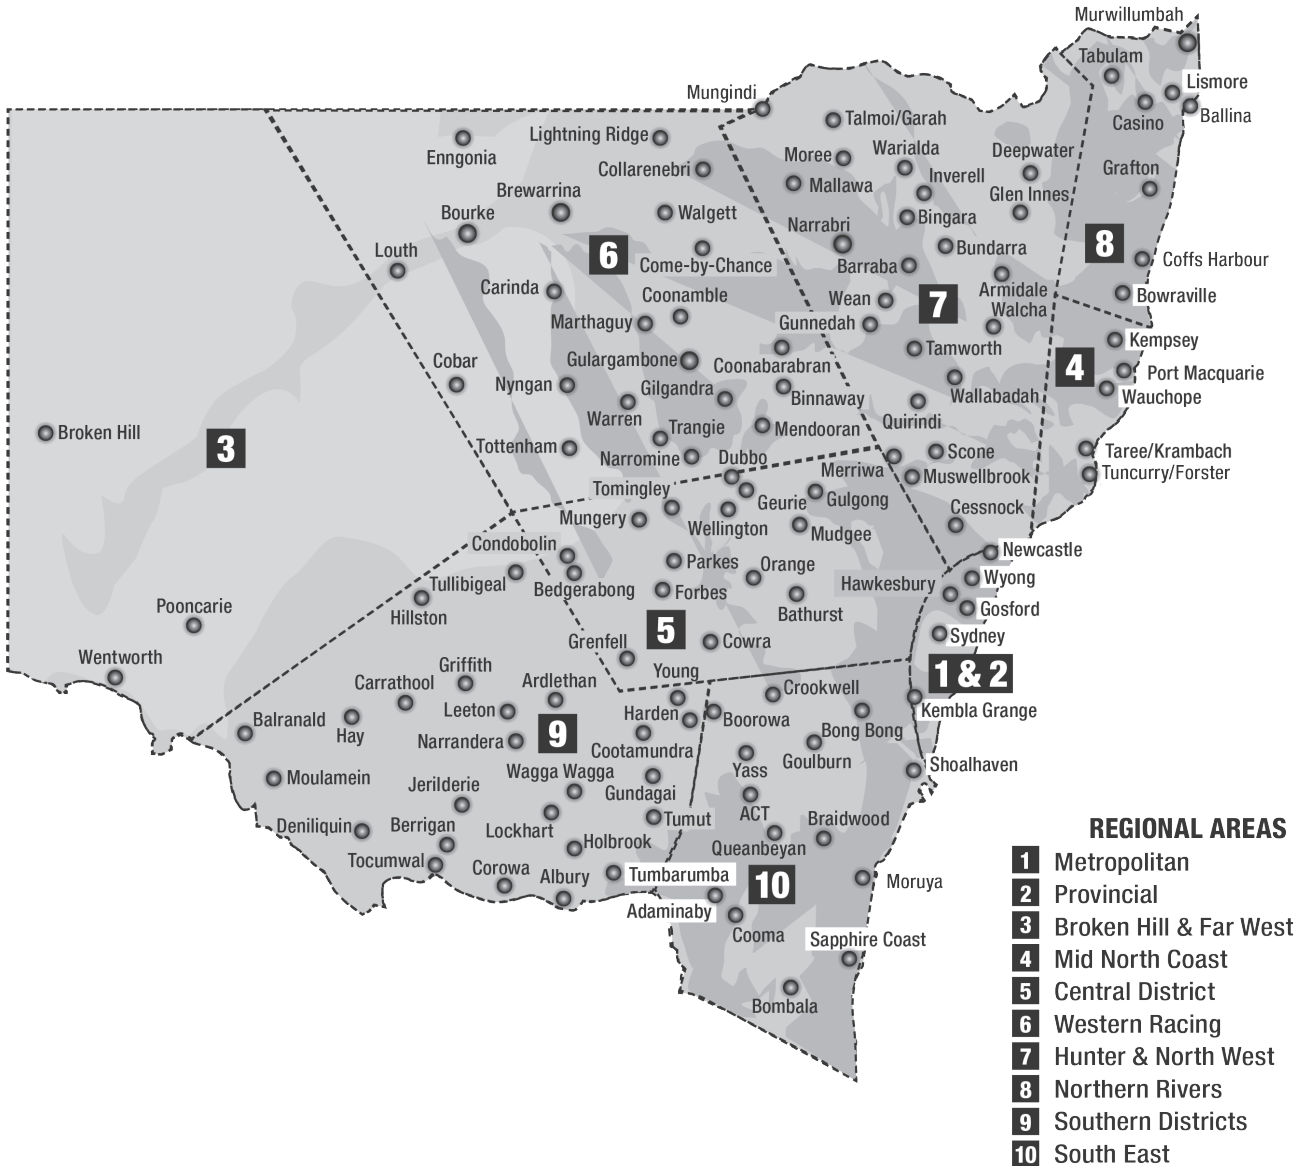 Murwillumbah
Tabulam
Mungindi
Lismore
Ballina
Casino
Talmoi/Garah
Lightning Ridge
Enngonia
Collarenebri
Moree
Warialda
Deepwater
Mallawa
Inverell
Grafton
Glen Innes
Brewarrina
Bourke
Walgett
Narrabri
Bingara
Louth
6
Come-by-Chance
Bundarra
8
Barraba
Coffs Harbour
Carinda
Coonamble
Wean
7
Armidale
Bowraville
Walcha
Marthaguy
Gunnedah
Kempsey
Cobar
Gulargambone
Coonabarabran
Tamworth
4
Port Macquarie
Nyngan
Gilgandra
Binnaway
Wallabadah
Wauchope
Warren
Quirindi
Broken Hill
3
Trangie
Mendooran
Tottenham
Narromine
Dubbo
Merriwa
Scone
Taree/Krambach
Muswellbrook
Tuncurry/Forster
Tomingley
Geurie
Gulgong
Mungery
Wellington
Mudgee
Cessnock
Condobolin
Newcastle
Tullibigeal
Bedgerabong
Parkes
Orange
Hawkesbury
Wyong
Hillston
Forbes
Gosford
Pooncarie
Bathurst
5
Grenfell
Cowra
Sydney
Wentworth
Young
1 & 2
Griffith
Carrathool
Ardlethan
Crookwell
Leeton
Harden
Boorowa
Kembla Grange
Balranald
Hay
Narrandera
9
Cootamundra
Bong Bong
Goulburn
Moulamein
Wagga Wagga
Yass
Shoalhaven
Jerilderie
Gundagai
ACT
Deniliquin
Berrigan
Lockhart
Tumut
Braidwood
Holbrook
Queanbeyan
Tocumwal
Corowa
Albury
Tumbarumba
10
Moruya
Adaminaby
Cooma
Sapphire Coast
Bombala
REGIONAL AREAS
1 Metropolitan
2 Provincial
3 Broken Hill & Far West
4 Mid North Coast
5 Central District
6 Western Racing
7 Hunter & North West
8 Northern Rivers
9 Southern Districts
10 South East